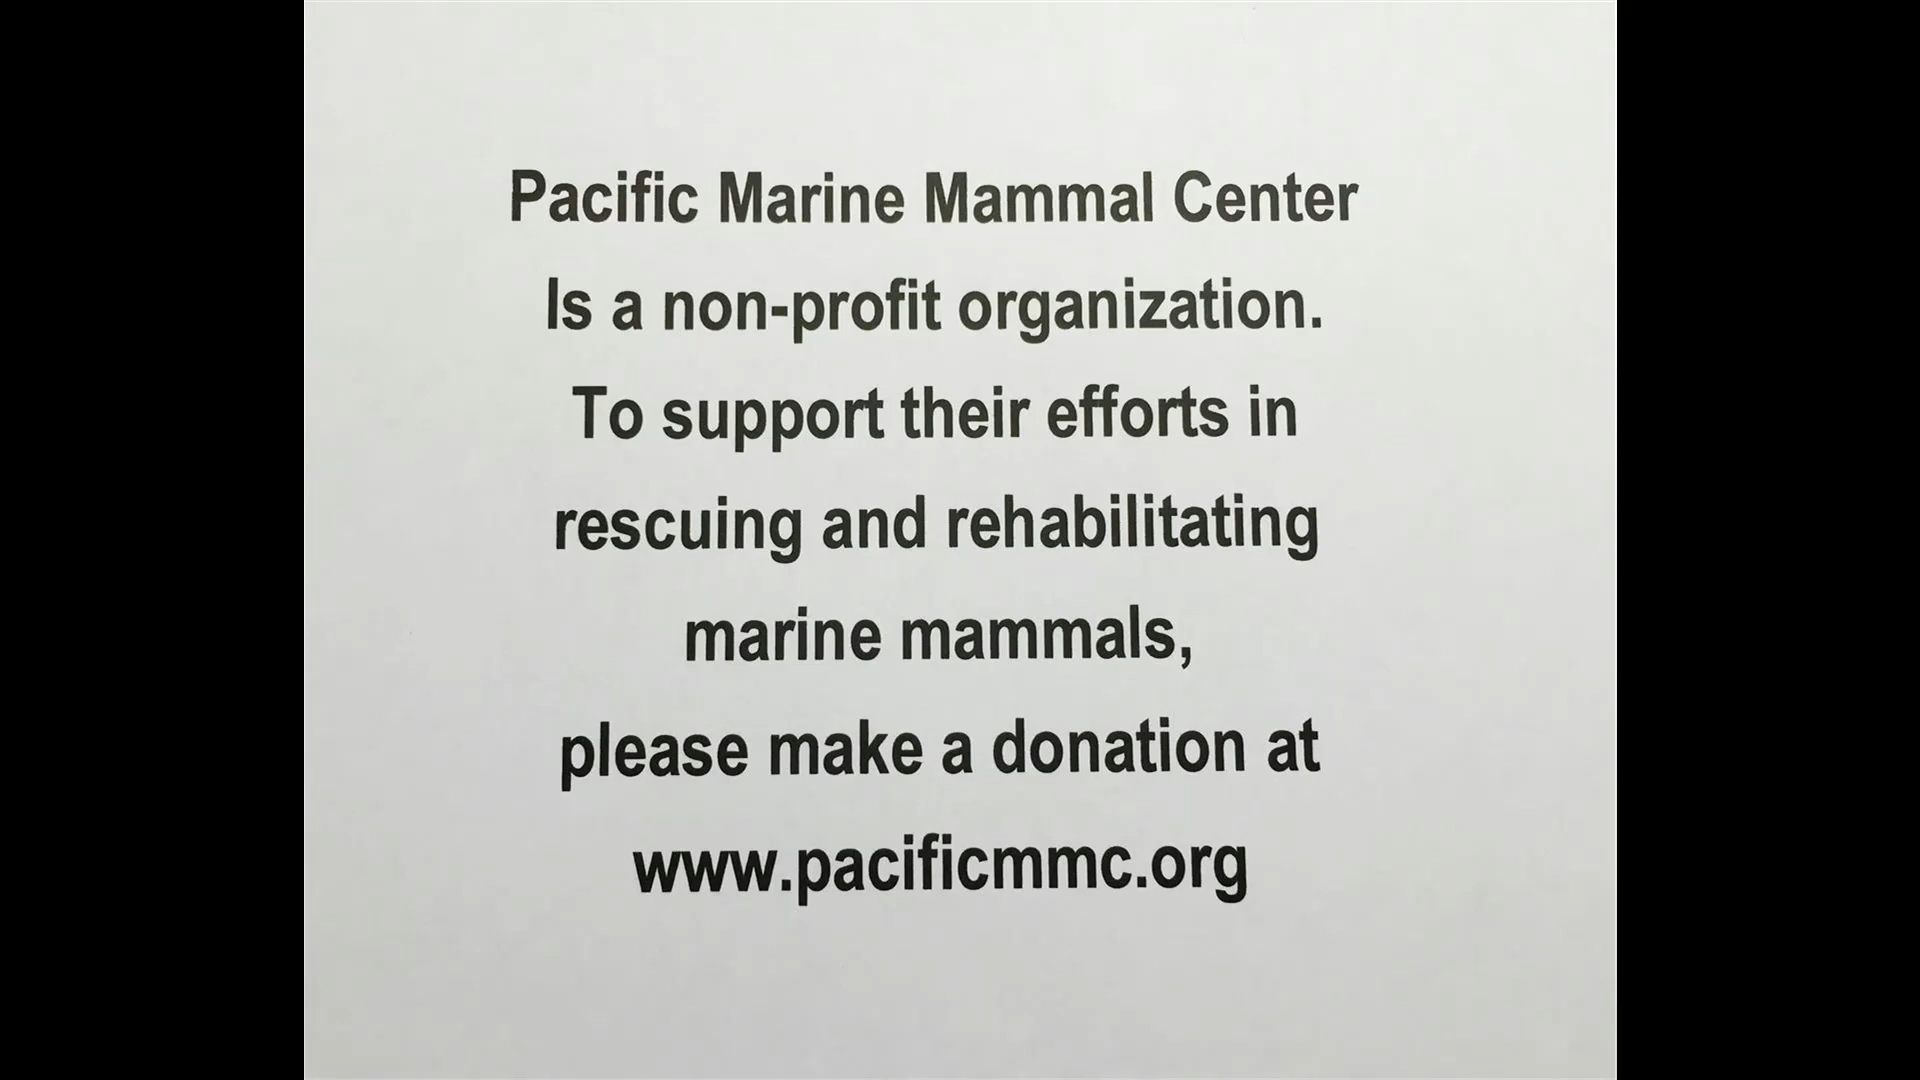 Pacific Marine Mammal Center
Is a non-profit organization.
To support their efforts in
rescuing and rehabilitating
marine mammals,
please make a donation at
www.pacificmmc.org